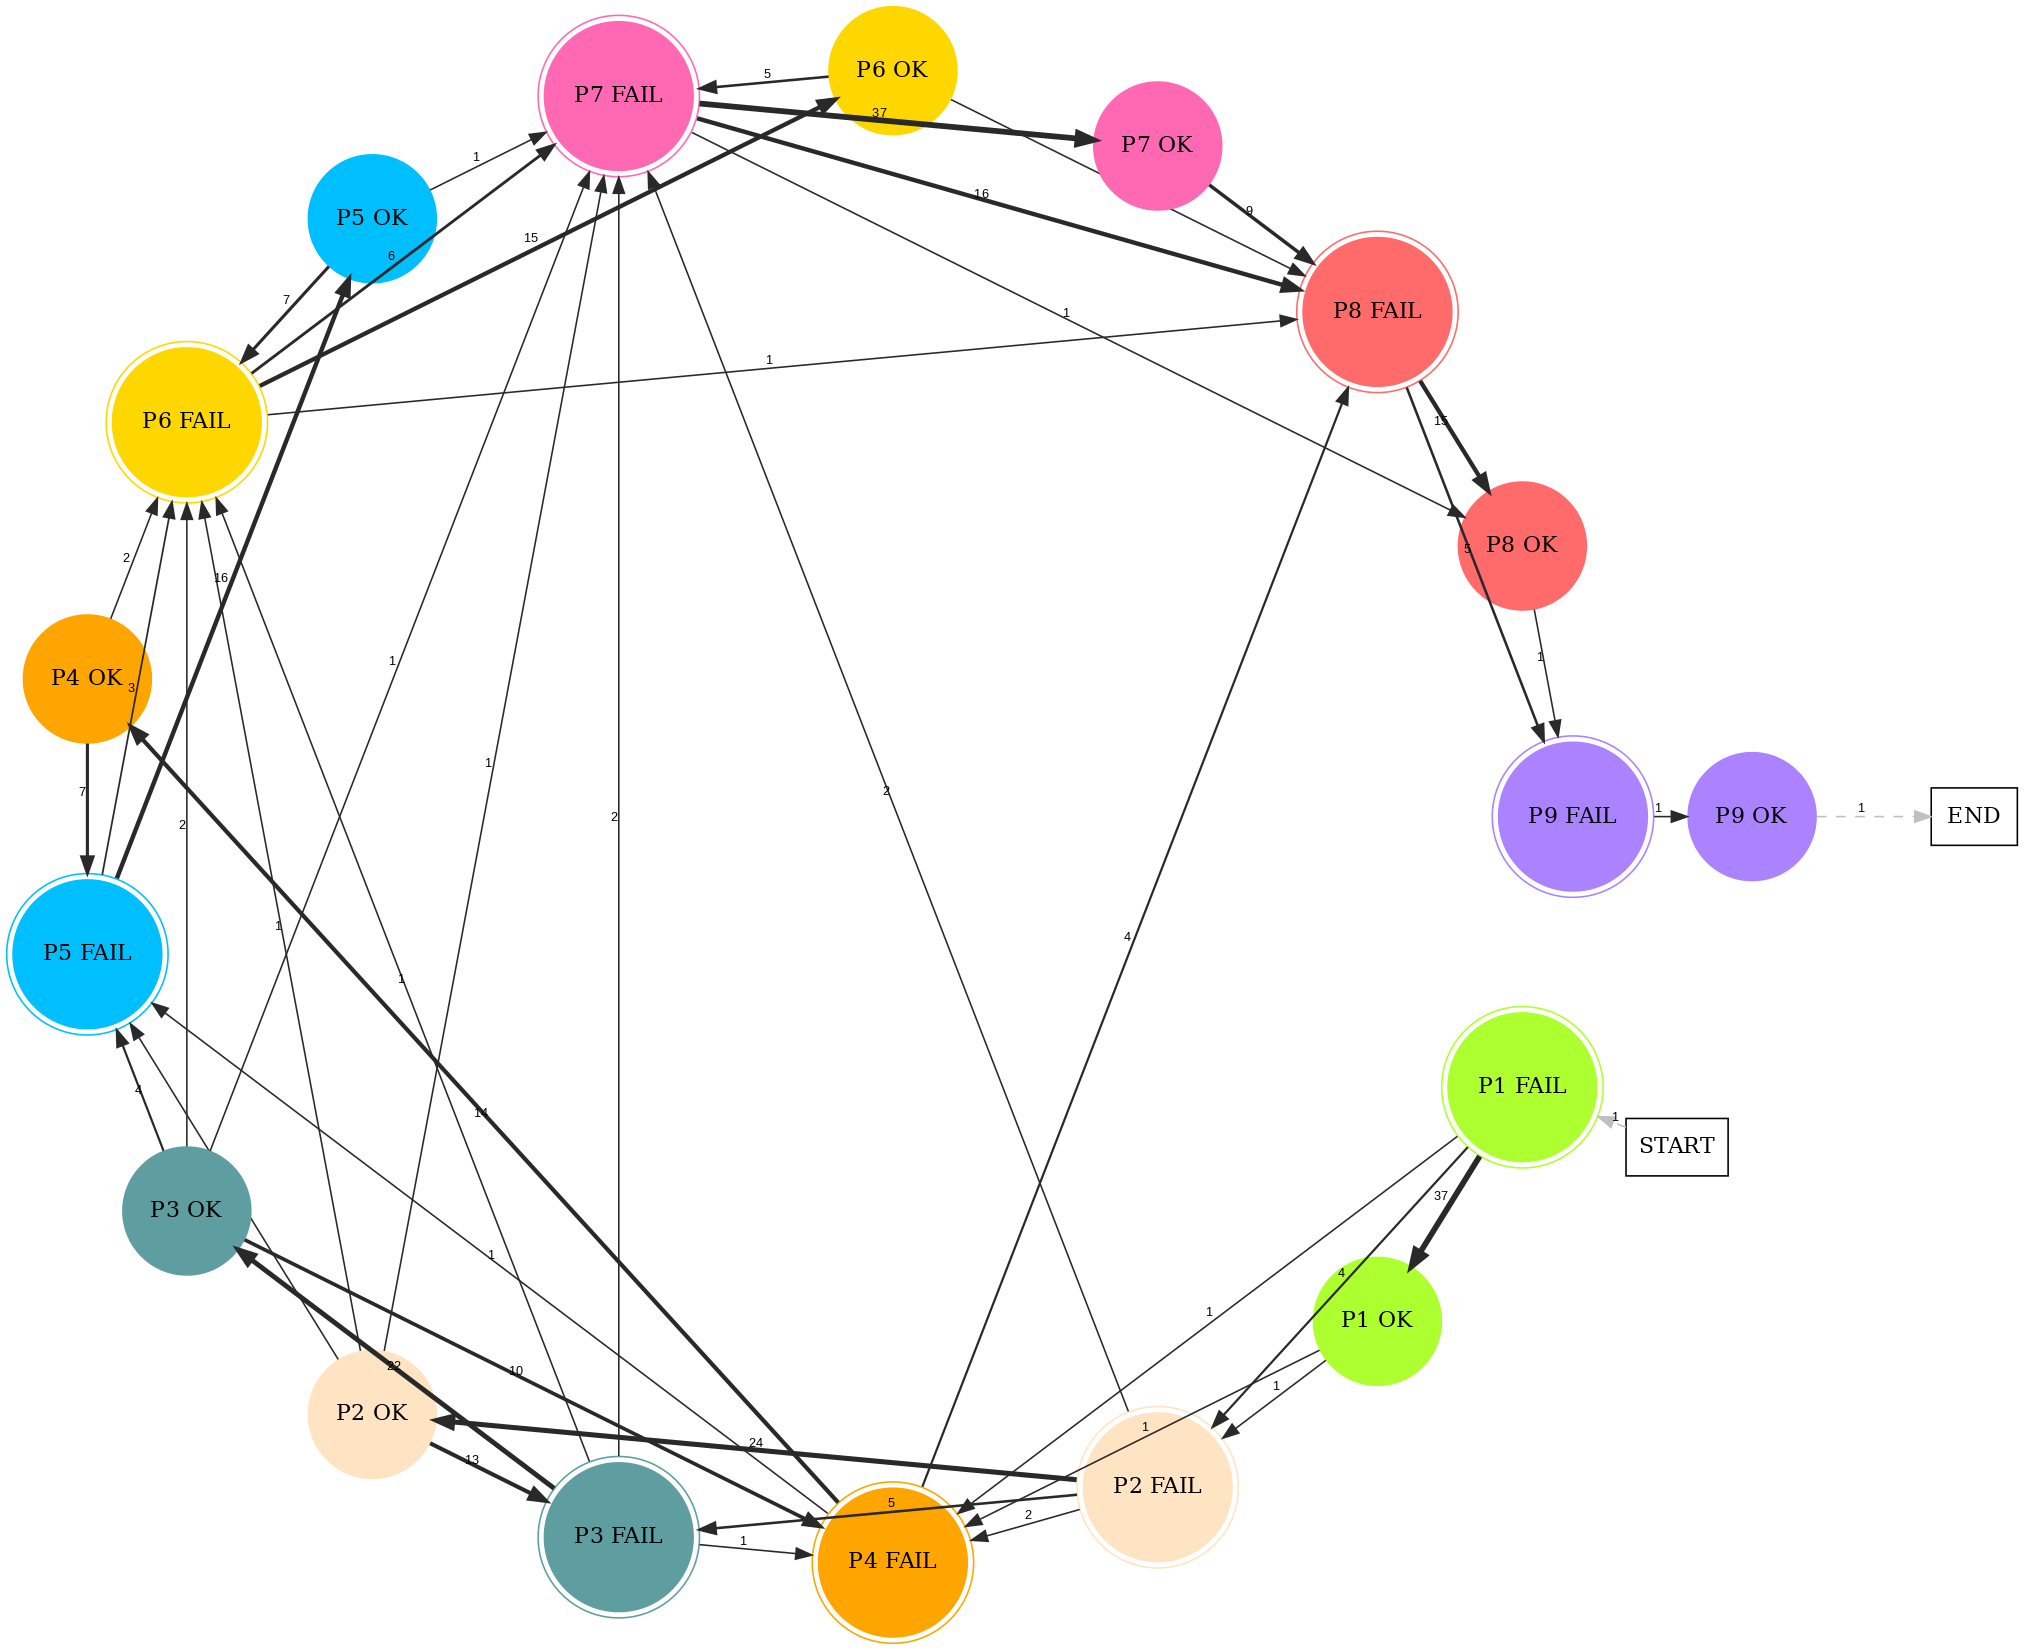 P6 OK
5
P7 FAIL
37
P7 OK
1
P5 OK
16
9
15
6
7
P8 FAIL
1
1
P6 FAIL
15
P8 OK
5
2
16
1
1
P4 OK
3
1
7
2
1
P9 FAIL
1
P9 OK
1
END
2
2
1
4
P5 FAIL
1
P1 FAIL
4
14
1
START
37
P3 OK
1
4
1
P1 OK
22
10
1
P2 OK
1
24
13
P2 FAIL
5
2
P3 FAIL
1
P4 FAIL